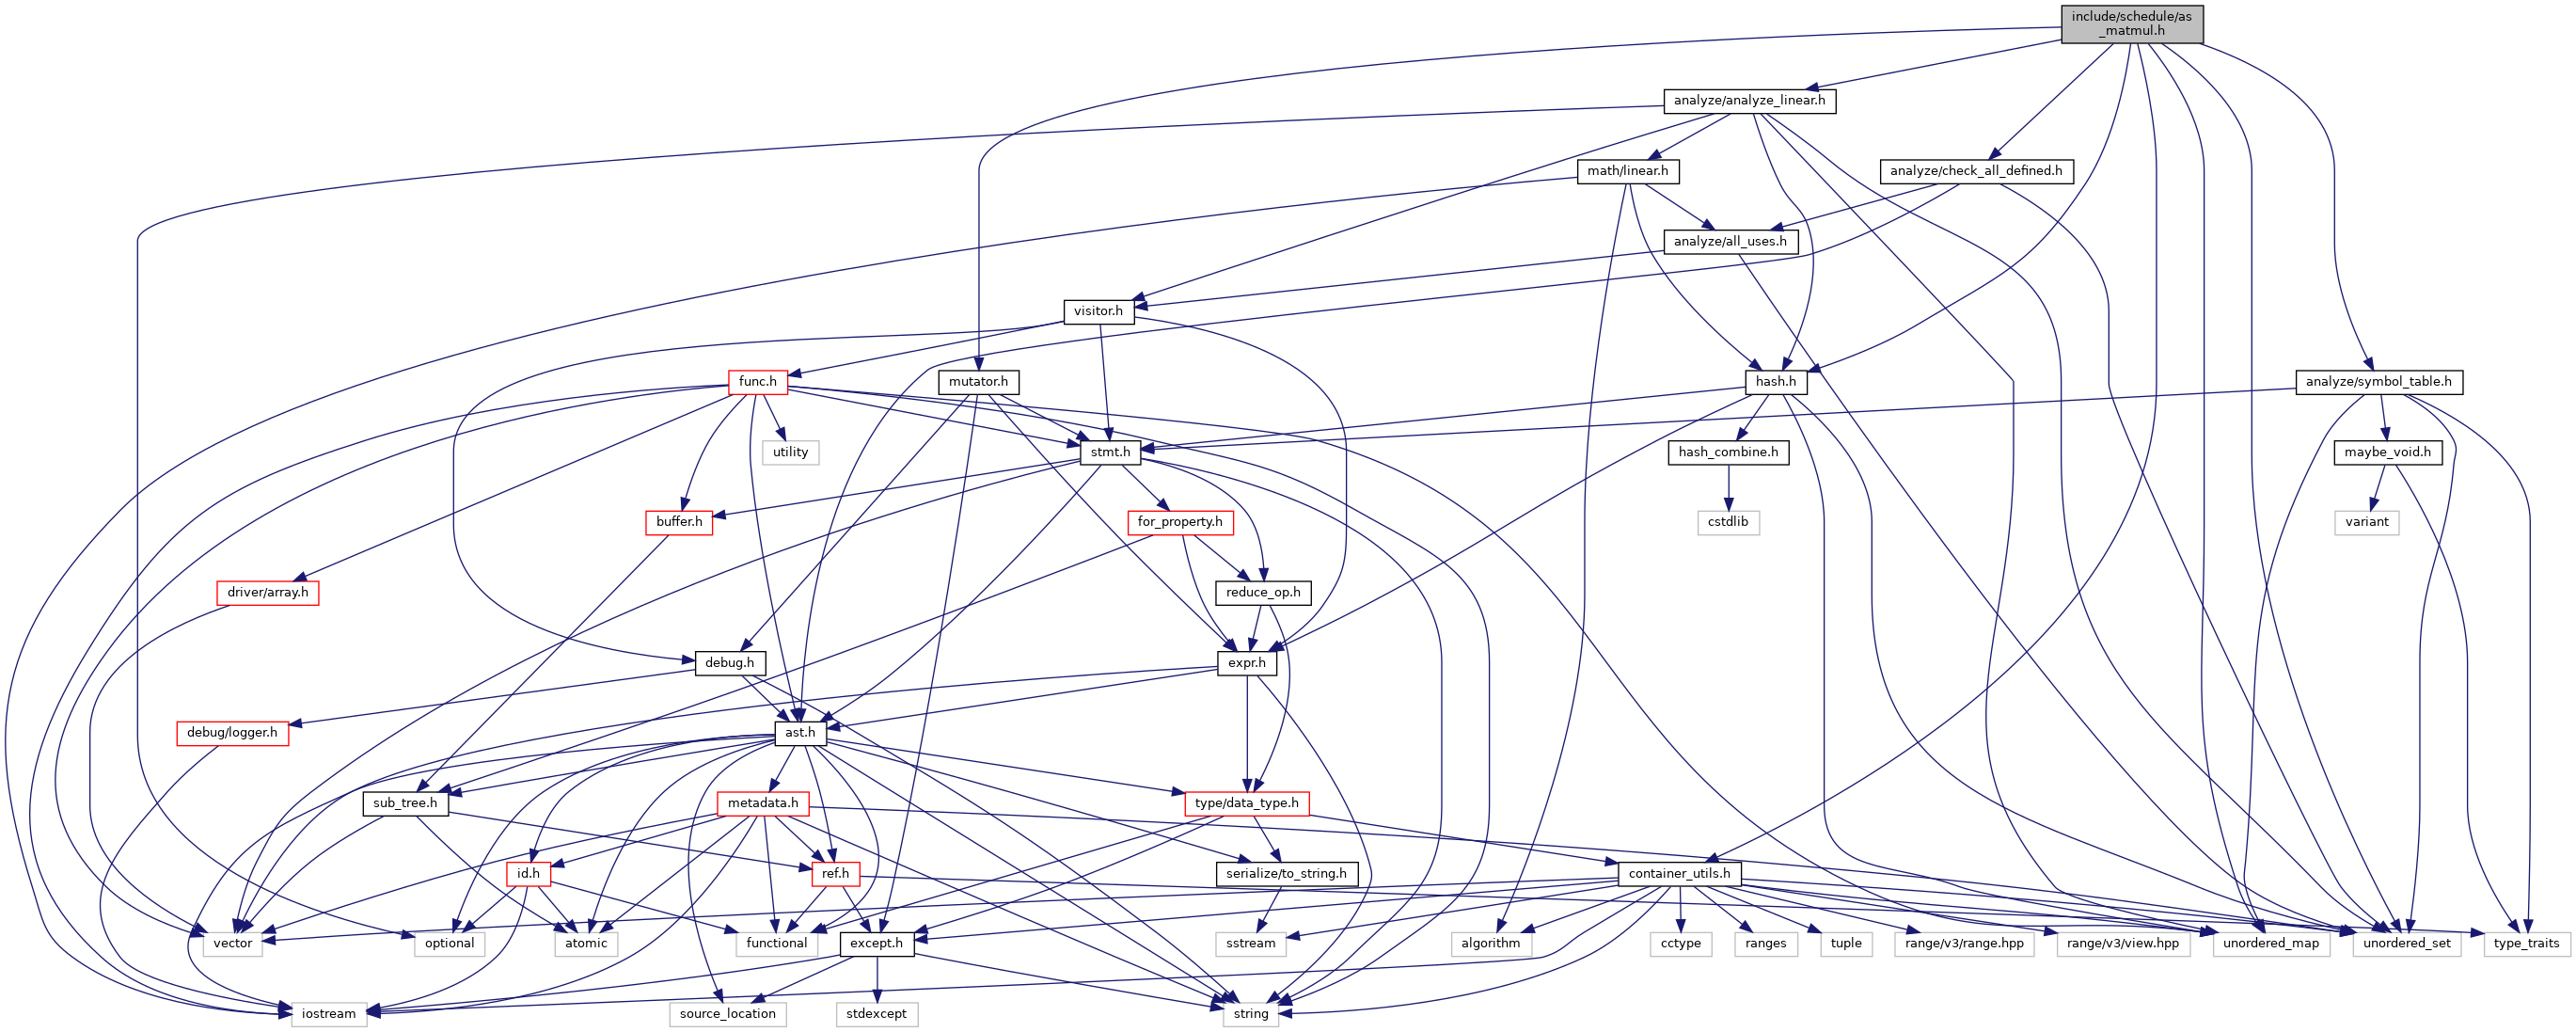 include/schedule/as
_matmul.h
analyze/analyze_linear.h
math/linear.h
analyze/check_all_defined.h
analyze/all_uses.h
visitor.h
func.h
mutator.h
hash.h
analyze/symbol_table.h
utility
stmt.h
hash_combine.h
maybe_void.h
buffer.h
for_property.h
cstdlib
variant
driver/array.h
reduce_op.h
debug.h
expr.h
debug/logger.h
ast.h
sub_tree.h
metadata.h
type/data_type.h
id.h
ref.h
serialize/to_string.h
container_utils.h
vector
optional
atomic
functional
except.h
sstream
algorithm
cctype
ranges
tuple
range/v3/range.hpp
range/v3/view.hpp
unordered_map
unordered_set
type_traits
iostream
source_location
stdexcept
string